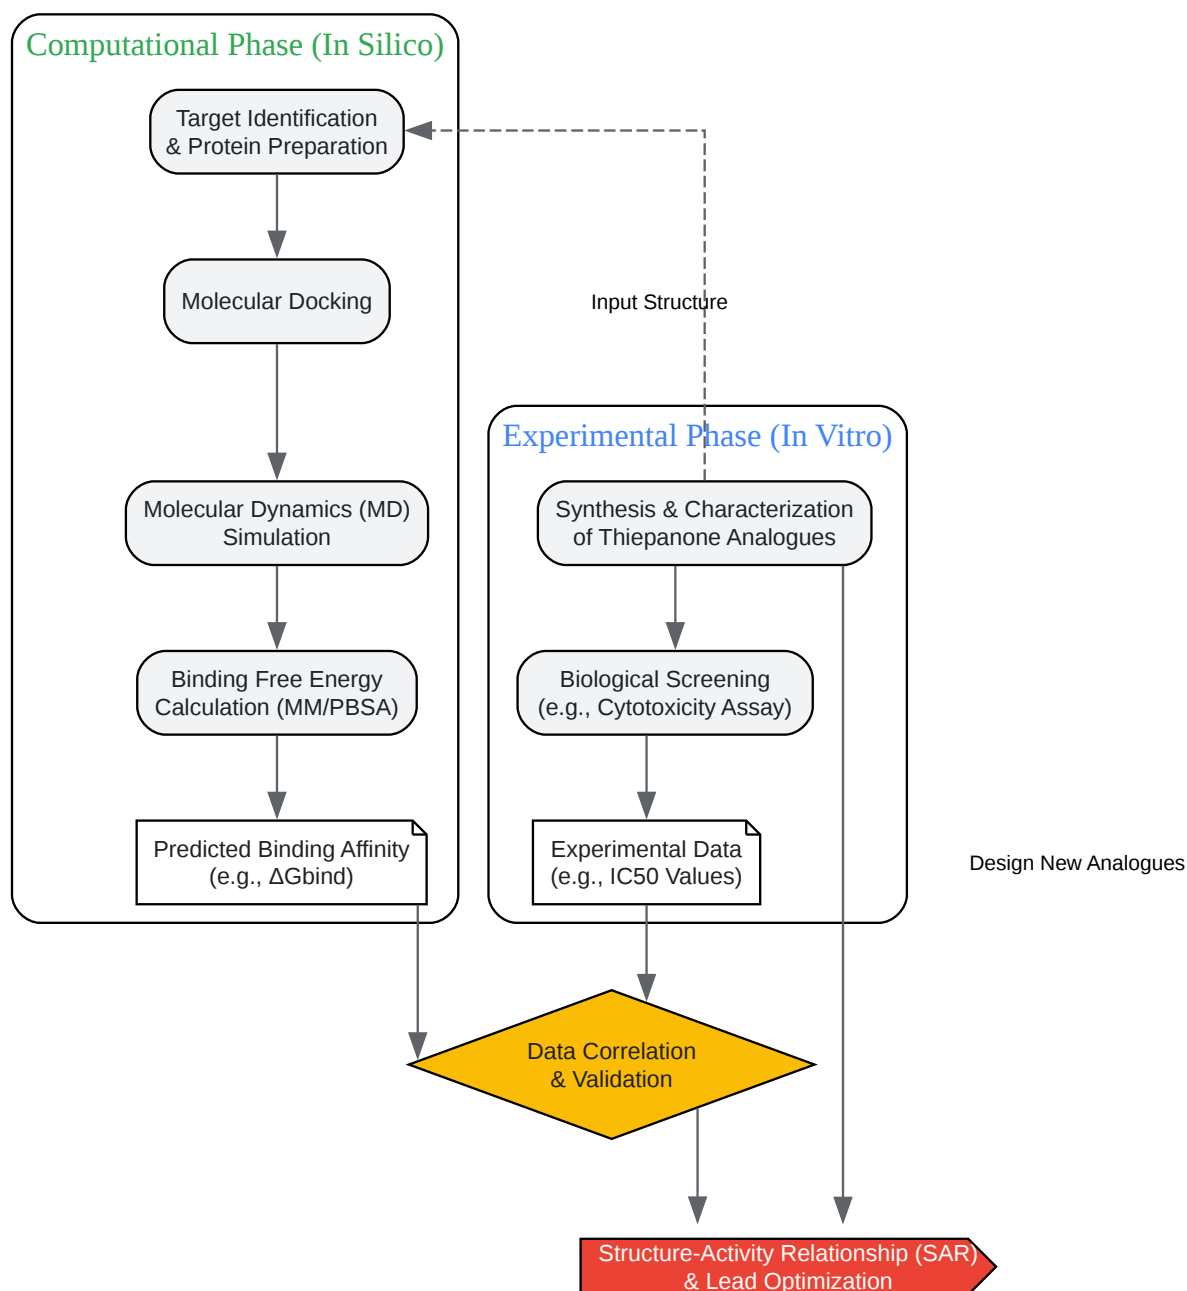 Computational Phase (In Silico)
Target Identification
& Protein Preparation
Molecular Docking
Input Structure
Experimental Phase (In Vitro)
Molecular Dynamics (MD)
Simulation
Synthesis & Characterization
of Thiepanone Analogues
Binding Free Energy
Calculation (MM/PBSA)
Biological Screening
(e.g., Cytotoxicity Assay)
Predicted Binding Affinity
(e.g., ΔGbind)
Experimental Data
(e.g., IC50 Values)
Design New Analogues
Data Correlation
& Validation
Structure-Activity Relationship (SAR)
& Lead Optimization